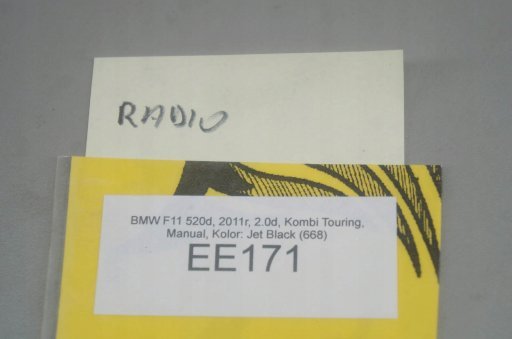 RADIO
BMW F11 520d, 2011r, 2.0d, Kombi Touring,
Manual, Kolor: Jet Black (668)
EE171